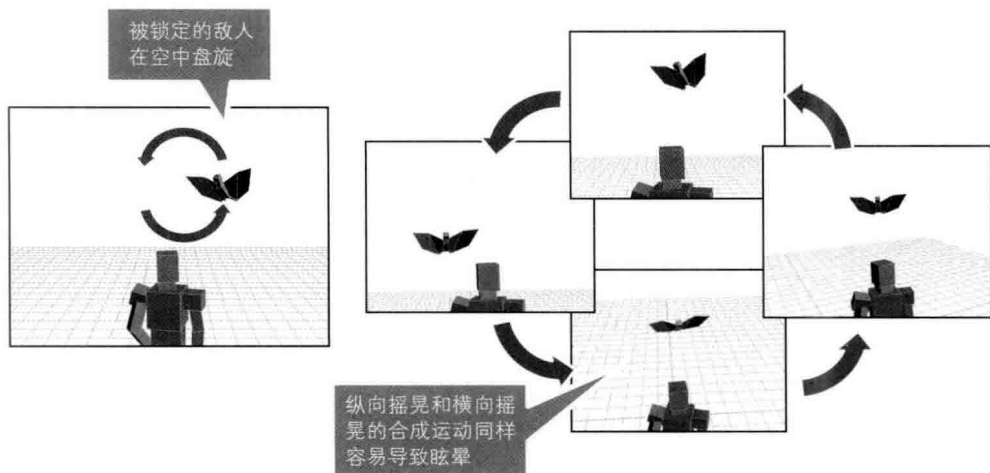 被锁定的敌人
在空中盘旋
纵向摇晃和横向摇
晃的合成运动同样
容易导致眩晕